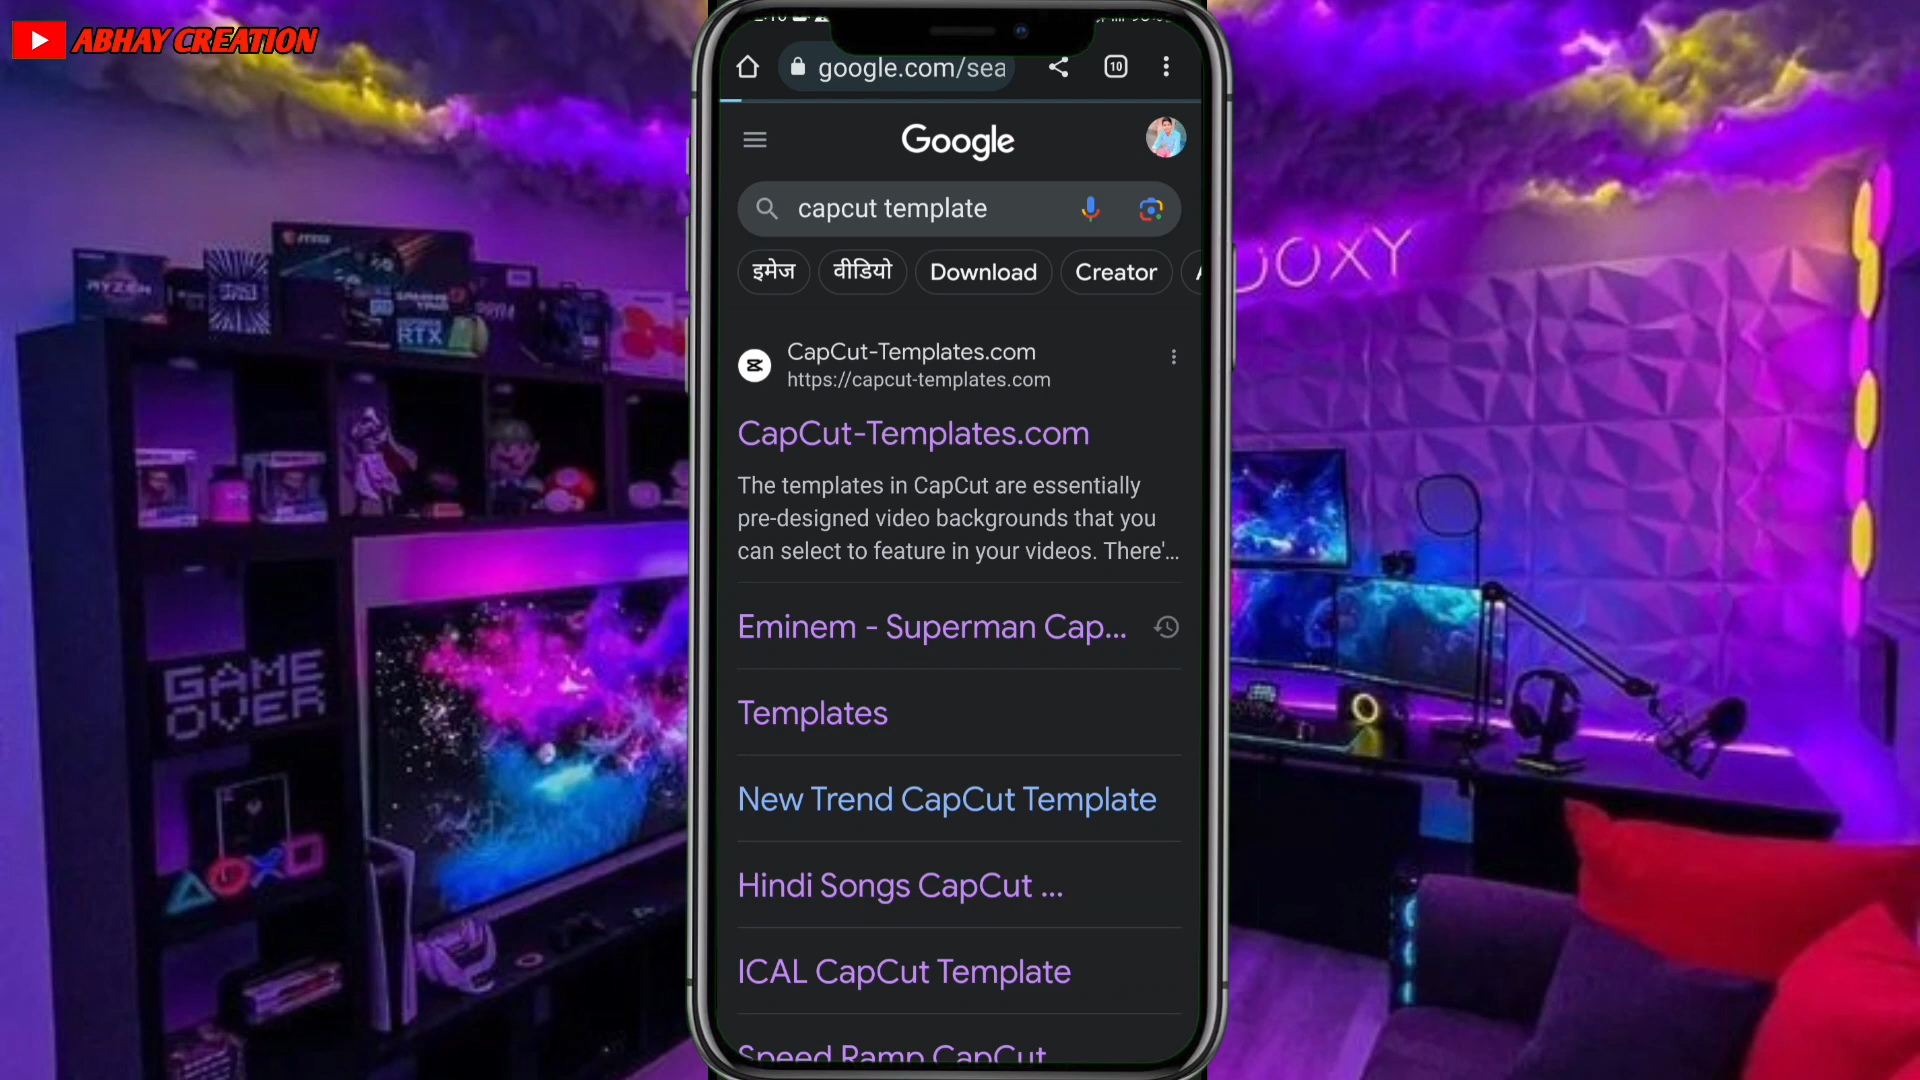 ABHAY CREATION
google.com/sea
10
Google
capcut template
इमेज
वीडियो
Download
Creator
CapCut-Templates.com
https://capcut-templates.com
CapCut-Templates.com
The templates in CapCut are essentially
pre-designed video backgrounds that you
can select to feature in your videos. There'...
Eminem - Superman Cap...
Templates
New Trend CapCut Template
Hindi Songs CapCut ...
ICAL CapCut Template
Speed Ramp CapCut
RYZEN
RTX
GAME
OVER
OXY